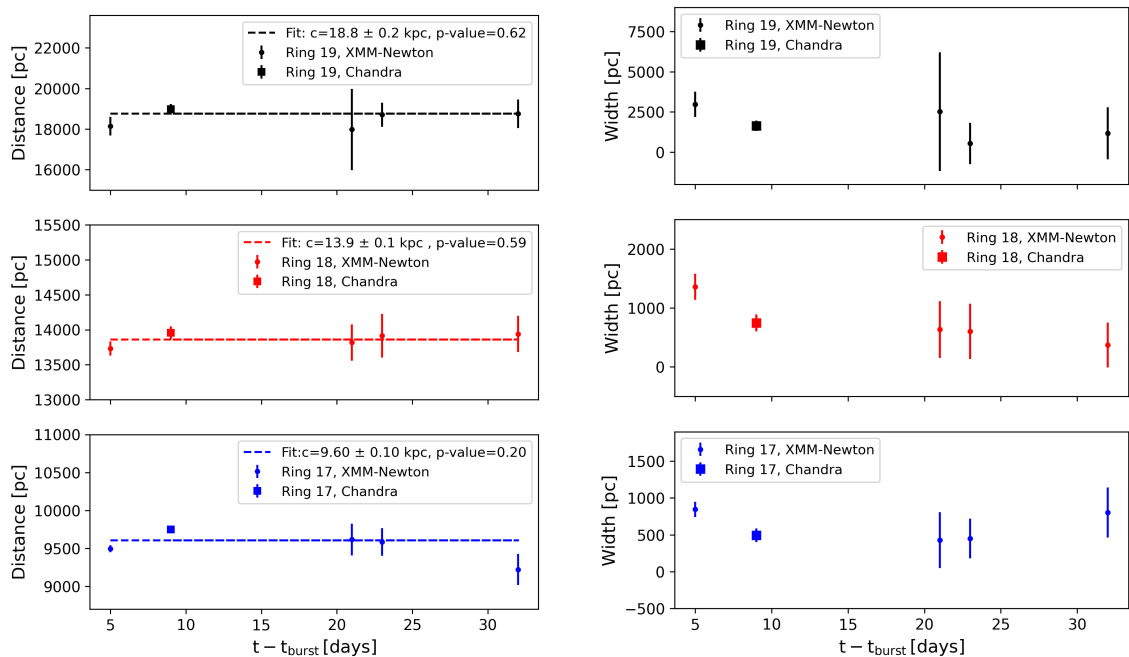 22000
20000
18000
16000
Distance [pc]
Fit: c=18.8 ± 0.2 kpc, p-value=0.62
Ring 19, XMM-Newton
Ring 19, Chandra
7500
5000
2500
0
Width [pc]
Ring 19, XMM-Newton
Ring 19, Chandra
15500
15000
14500
14000
13500
13000
Distance [pc]
Fit: c=13.9 ± 0.1 kpc , p-value=0.59
Ring 18, XMM-Newton
Ring 18, Chandra
2000
1000
0
Width [pc]
Ring 18, XMM-Newton
Ring 18, Chandra
11000
10500
10000
9500
9000
Distance [pc]
Fit:c=9.60 ± 0.10 kpc, p-value=0.20
Ring 17, XMM-Newton
Ring 17, Chandra
5 10 15 20 25 30
t − t_burst [days]
1500
1000
500
0
−500
Width [pc]
Ring 17, XMM-Newton
Ring 17, Chandra
5 10 15 20 25 30
t − t_burst [days]